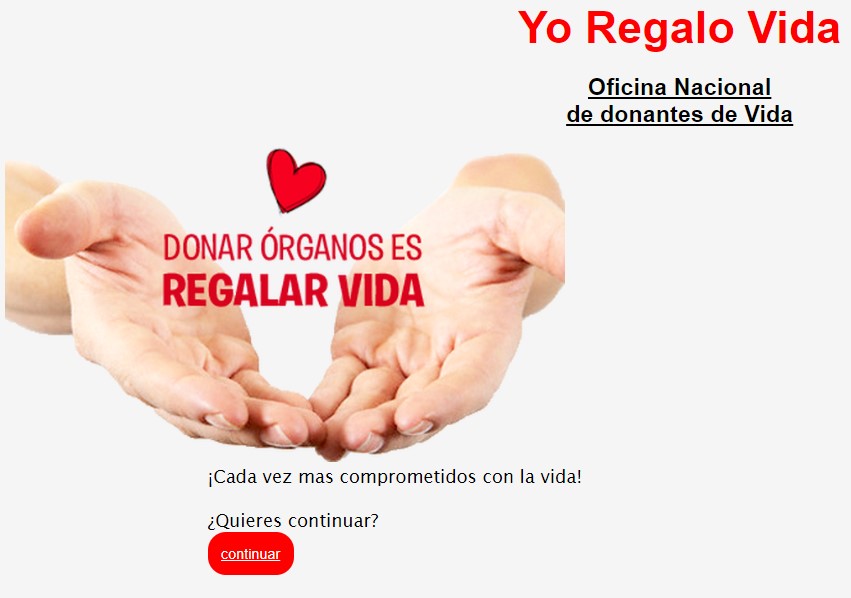 Yo Regalo Vida
Oficina Nacional
de donantes de Vida
DONAR ÓRGANOS ES
REGALAR VIDA
¡Cada vez mas comprometidos con la vida!
¿Quieres continuar?
continuar